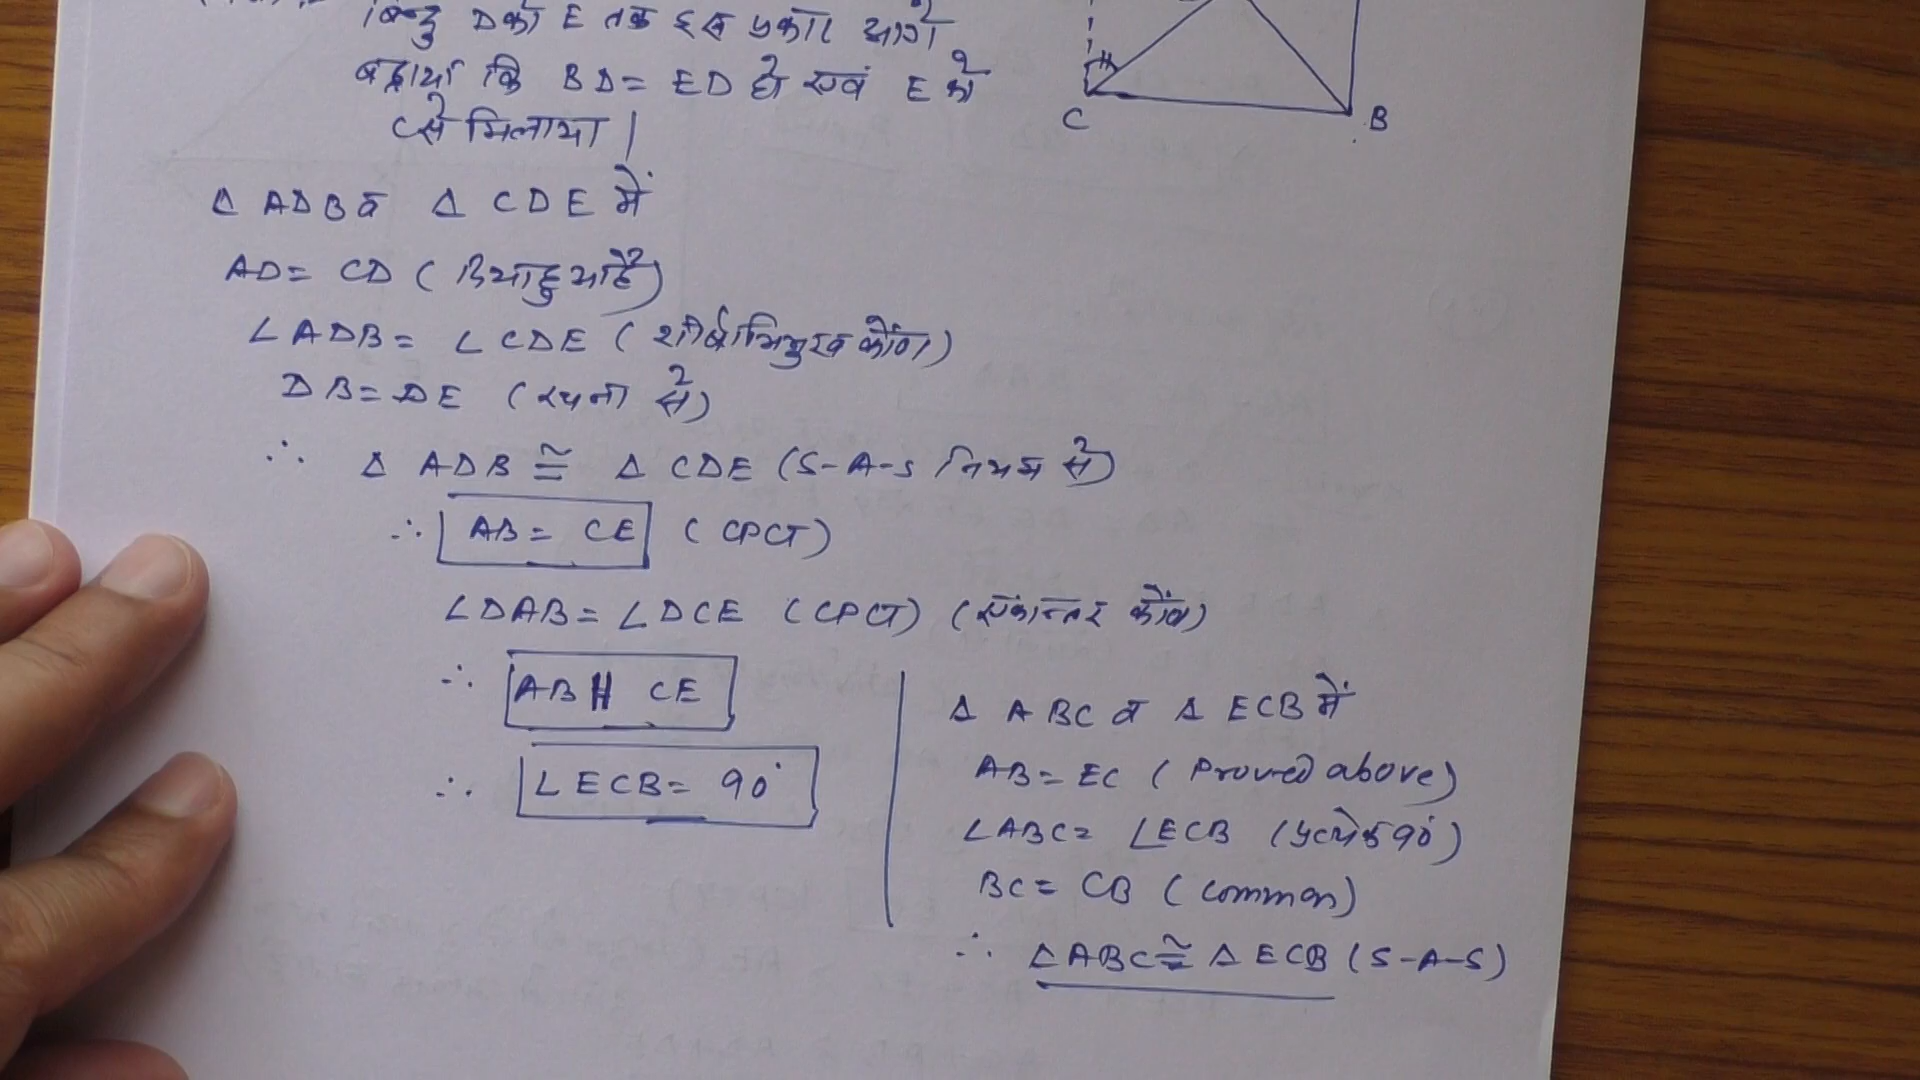 बिन्दु D को E तक इस प्रकार आगे
बढ़ाया कि BD = ED हो एवं E को
C से मिलाया |
C
B
Δ ADB व Δ CDE में
AD = CD ( दिया हुआ है )
∠ADB = ∠CDE ( शीर्षाभिमुख कोण )
DB = DE ( रचना से )
∴ Δ ADB ≅ Δ CDE (S-A-S नियम से )
∴ AB = CE ( CPCT )
∠DAB = ∠DCE ( CPCT ) ( एकान्तर कोण )
∴ AB || CE
∴ ∠ECB = 90°
Δ ABC व Δ ECB में
AB = EC ( Proved above )
∠ABC = ∠ECB ( प्रत्येक 90° )
BC = CB ( common )
∴ Δ ABC ≅ Δ ECB ( S-A-S )